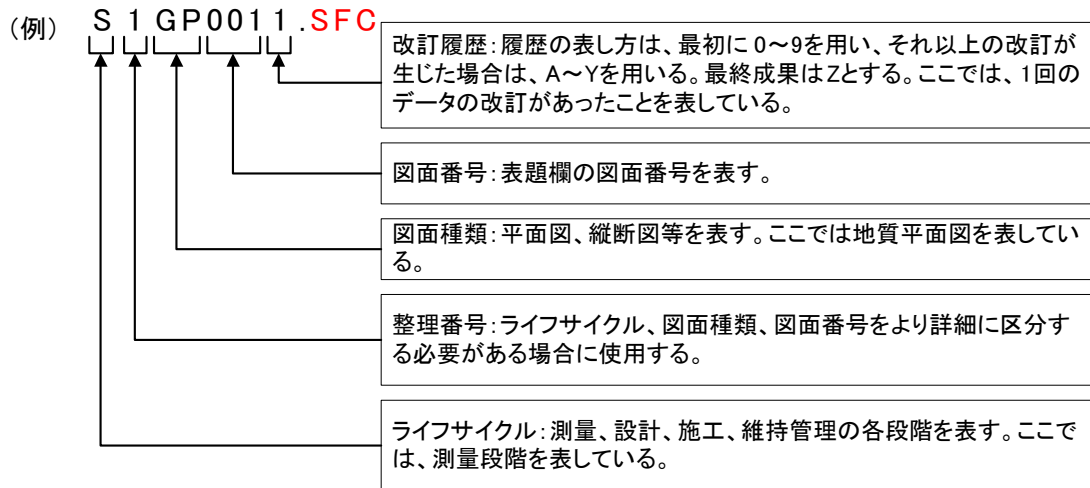 (例) S1GP0011.SFC
改訂履歴:履歴の表し方は、最初に0～9を用い、それ以上の改訂が
生じた場合は、A～Yを用いる。最終成果はZとする。ここでは、1回の
データの改訂があったことを表している。
図面番号:表題欄の図面番号を表す。
図面種類:平面図、縦断図等を表す。ここでは地質平面図を表してい
る。
整理番号:ライフサイクル、図面種類、図面番号をより詳細に区分す
る必要がある場合に使用する。
ライフサイクル:測量、設計、施工、維持管理の各段階を表す。ここで
は、測量段階を表している。